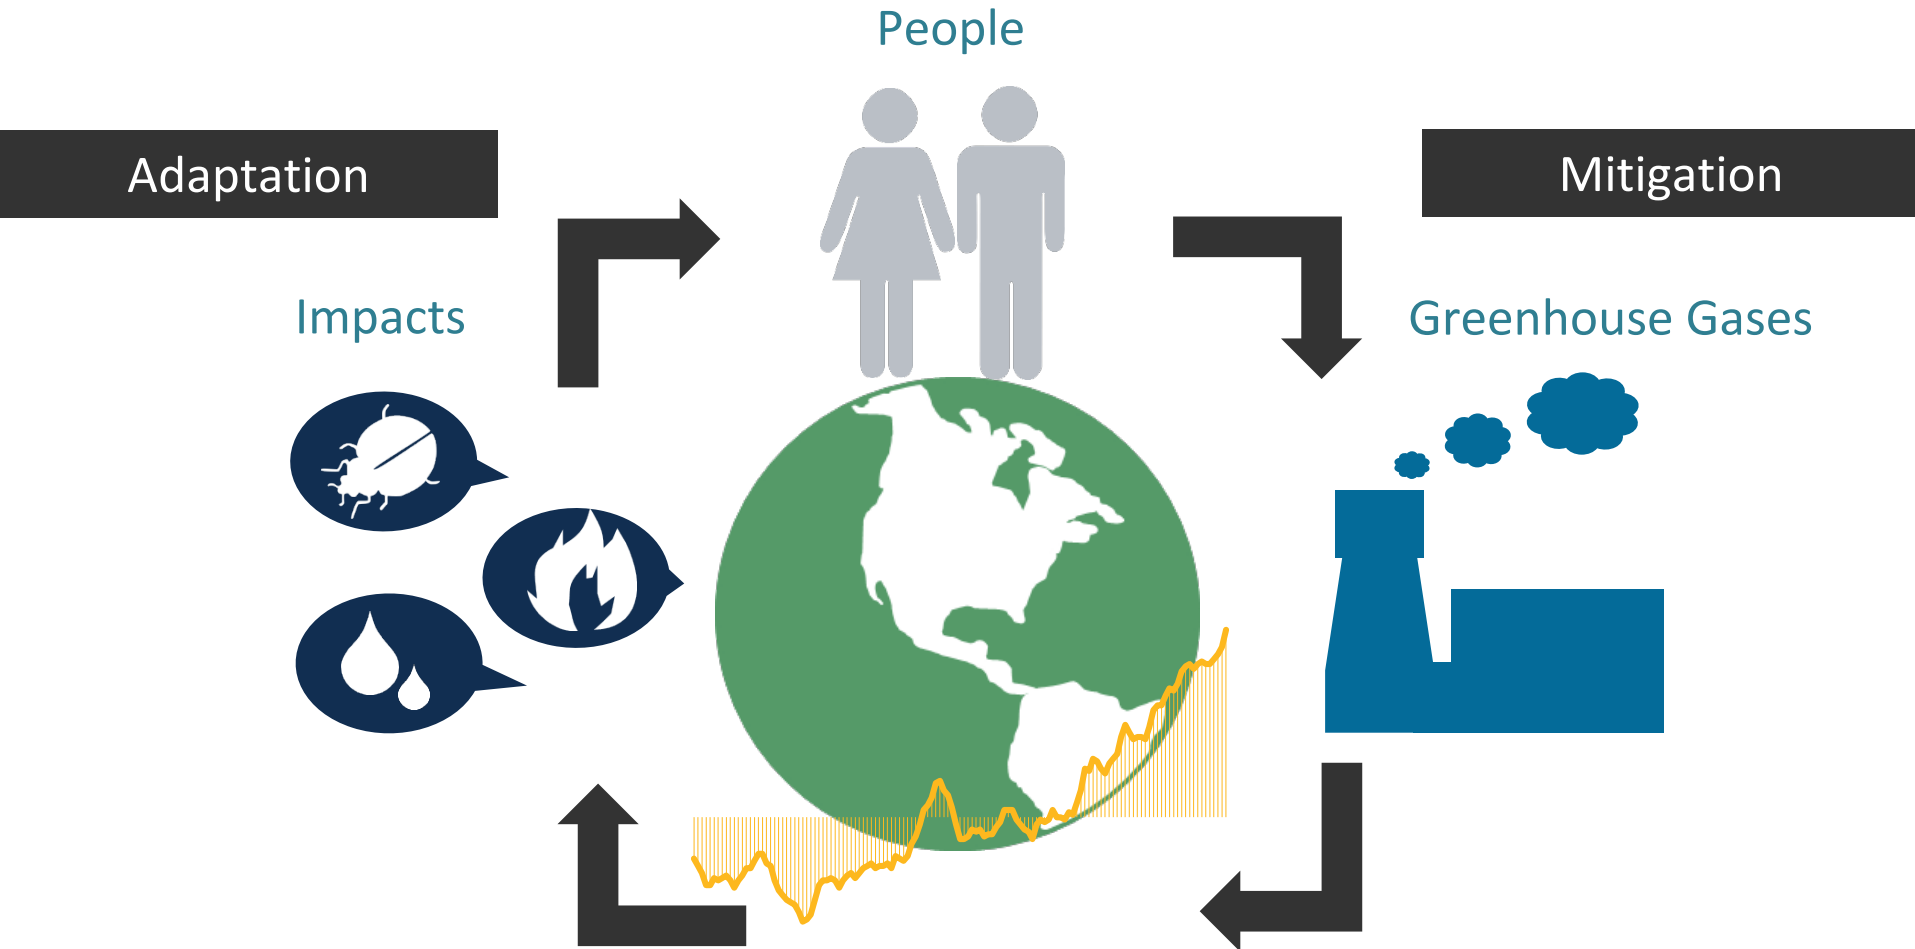 People
Adaptation
Mitigation
Impacts
Greenhouse Gases